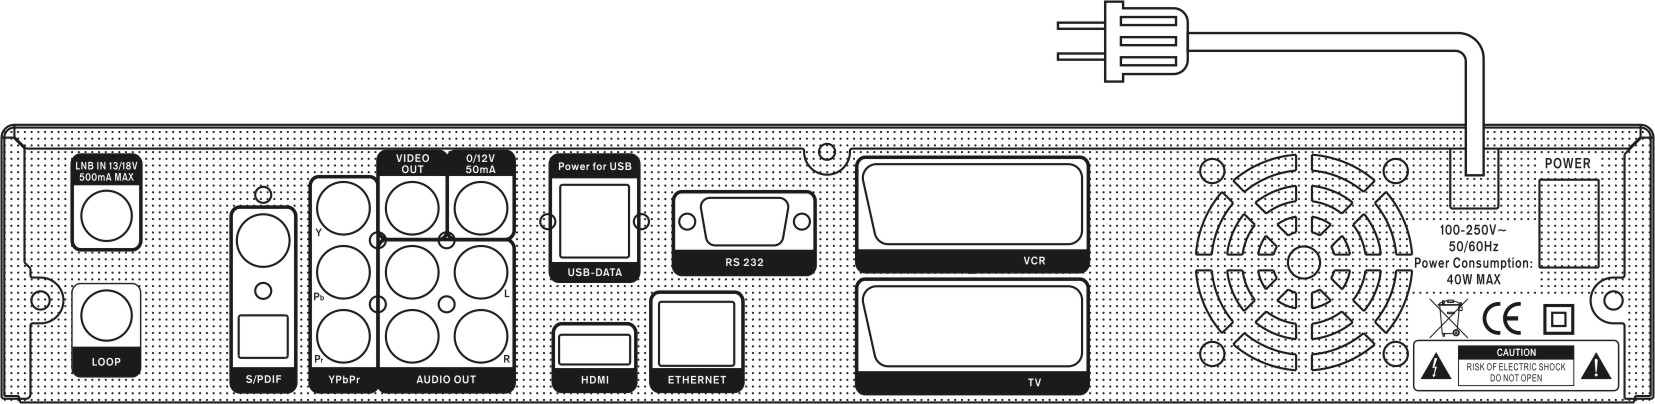 LNB IN 13/18V
500mA MAX
LOOP
S/PDIF
Y
Pb
Pr
YPbPr
VIDEO
OUT
0/12V
50mA
L
R
AUDIO OUT
Power for USB
USB-DATA
HDMI
RS 232
ETHERNET
VCR
TV
POWER
100-250V~
50/60Hz
Power Consumption:
40W MAX
CE
CAUTION
RISK OF ELECTRIC SHOCK
DO NOT OPEN
!